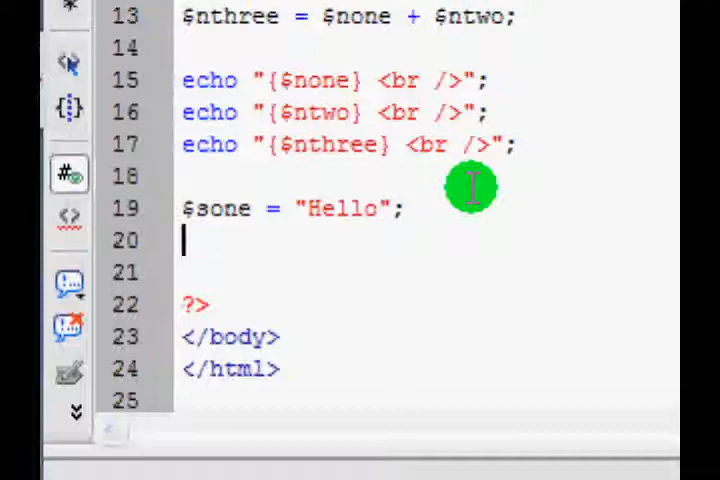 13 $nthree = $none + $ntwo;
14
15 echo "{$none} <br />";
16 echo "{$ntwo} <br />";
17 echo "{$nthree} <br />";
18
19 $sone = "Hello";
20
21
22 ?>
23 </body>
24 </html>
25